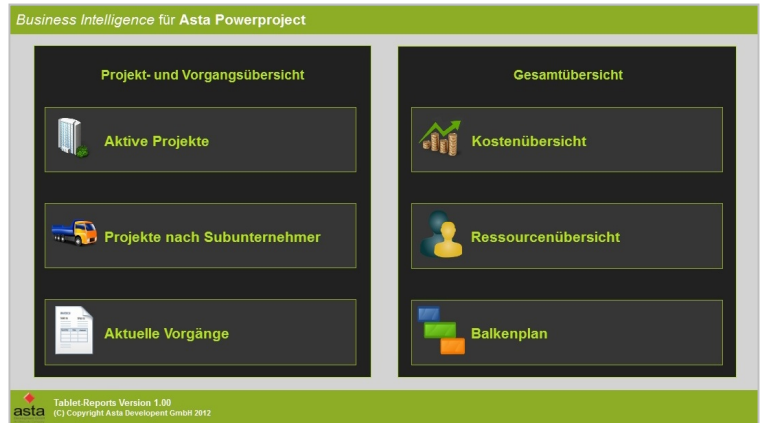 Business Intelligence für Asta Powerproject
Projekt- und Vorgangsübersicht
Aktive Projekte
Projekte nach Subunternehmer
Aktuelle Vorgänge
Gesamtübersicht
Kostenübersicht
Ressourcenübersicht
Balkenplan
asta
Tablet-Reports Version 1.00
(C) Copyright Asta Developent GmbH 2012